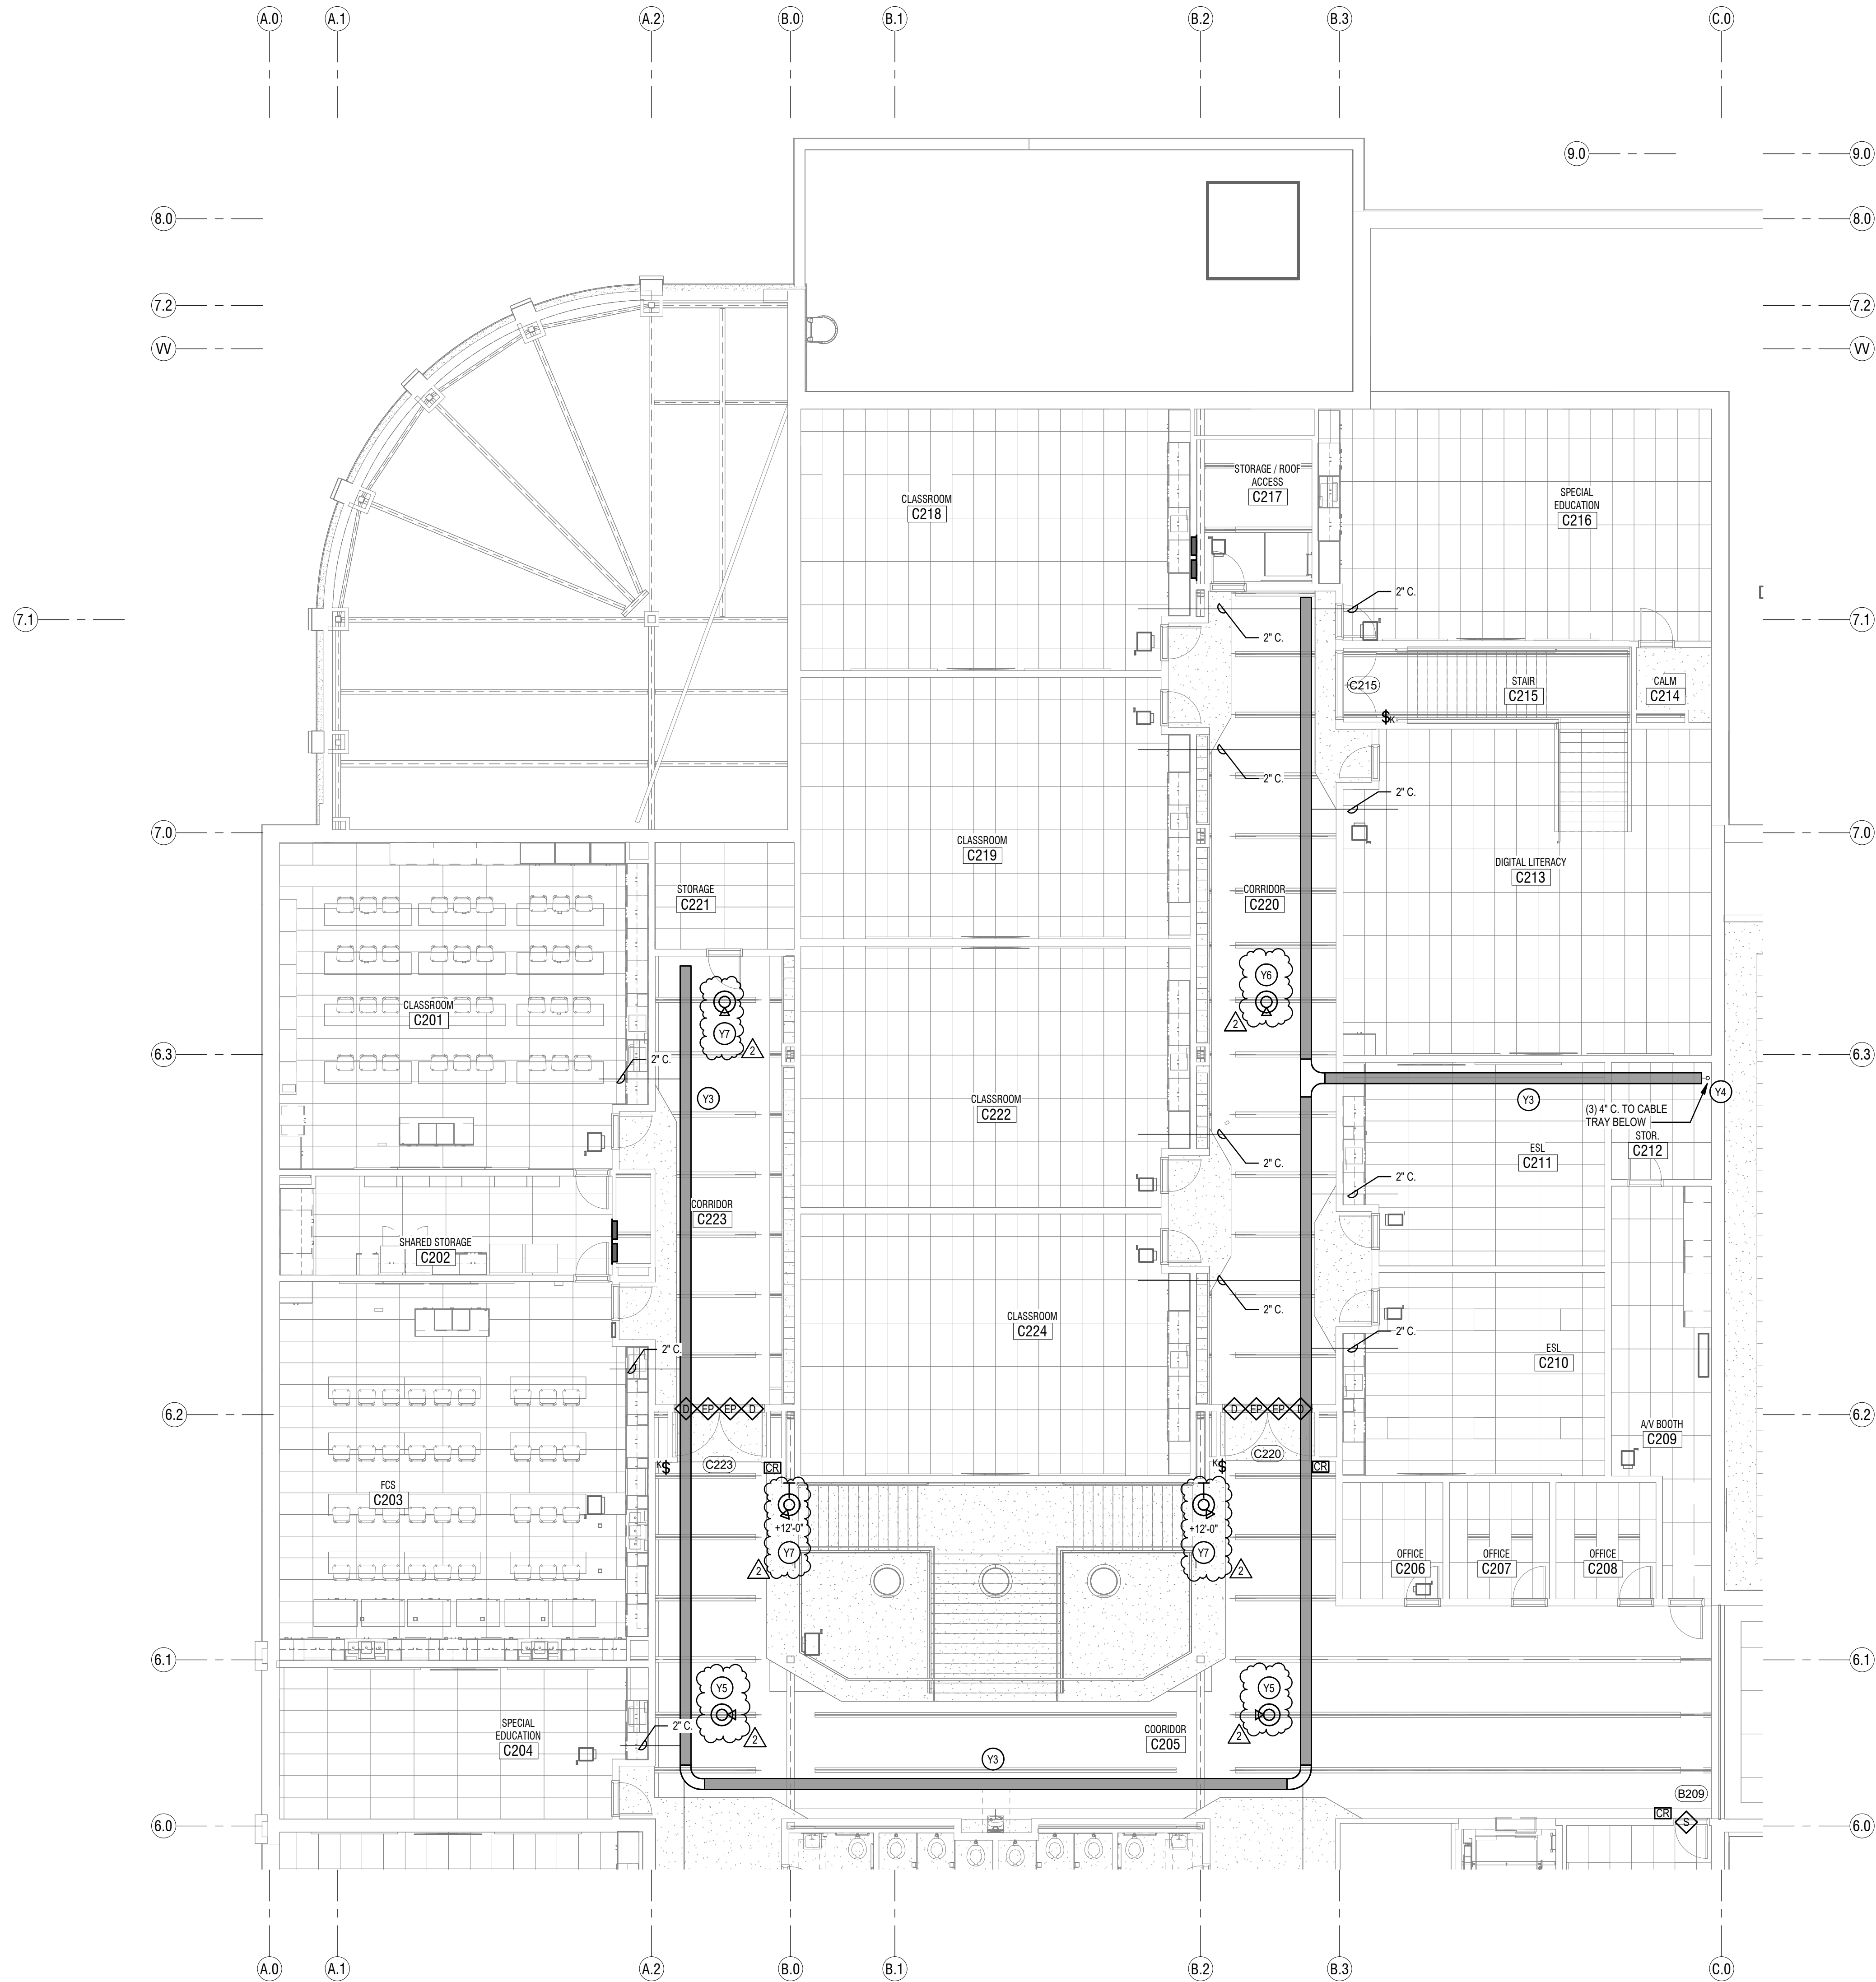 A.0
A.1
A.2
B.0
B.1
B.2
B.3
C.0
9.0
9.0
8.0
8.0
7.2
7.2
VV
VV
STORAGE / ROOF
ACCESS
C217
CLASSROOM
C218
SPECIAL
EDUCATION
C216
2" C.
7.1
7.1
2" C.
C215
STAIR
C215
CALM
C214
$K
2" C.
2" C.
7.0
7.0
CLASSROOM
C219
DIGITAL LITERACY
C213
STORAGE
C221
CORRIDOR
C220
Y6
CLASSROOM
C201
Y7
2
2
6.3
6.3
2" C.
Y3
CLASSROOM
C222
Y3
Y4
(3) 4" C. TO CABLE
TRAY BELOW
STOR.
C212
ESL
C211
2" C.
2" C.
CORRIDOR
C223
SHARED STORAGE
C202
2" C.
CLASSROOM
C224
2" C.
2" C.
ESL
C210
D
EP
EP
D
D
EP
EP
D
6.2
6.2
A/V BOOTH
C209
K$
C223
CR
K$
C220
CR
FCS
C203
+12'-0"
+12'-0"
Y7
Y7
2
2
OFFICE
C206
OFFICE
C207
OFFICE
C208
6.1
6.1
Y5
Y5
SPECIAL
EDUCATION
C204
2" C.
2
2
COORIDOR
C205
Y3
B209
CR
S
6.0
6.0
A.0
A.1
A.2
B.0
B.1
B.2
B.3
C.0